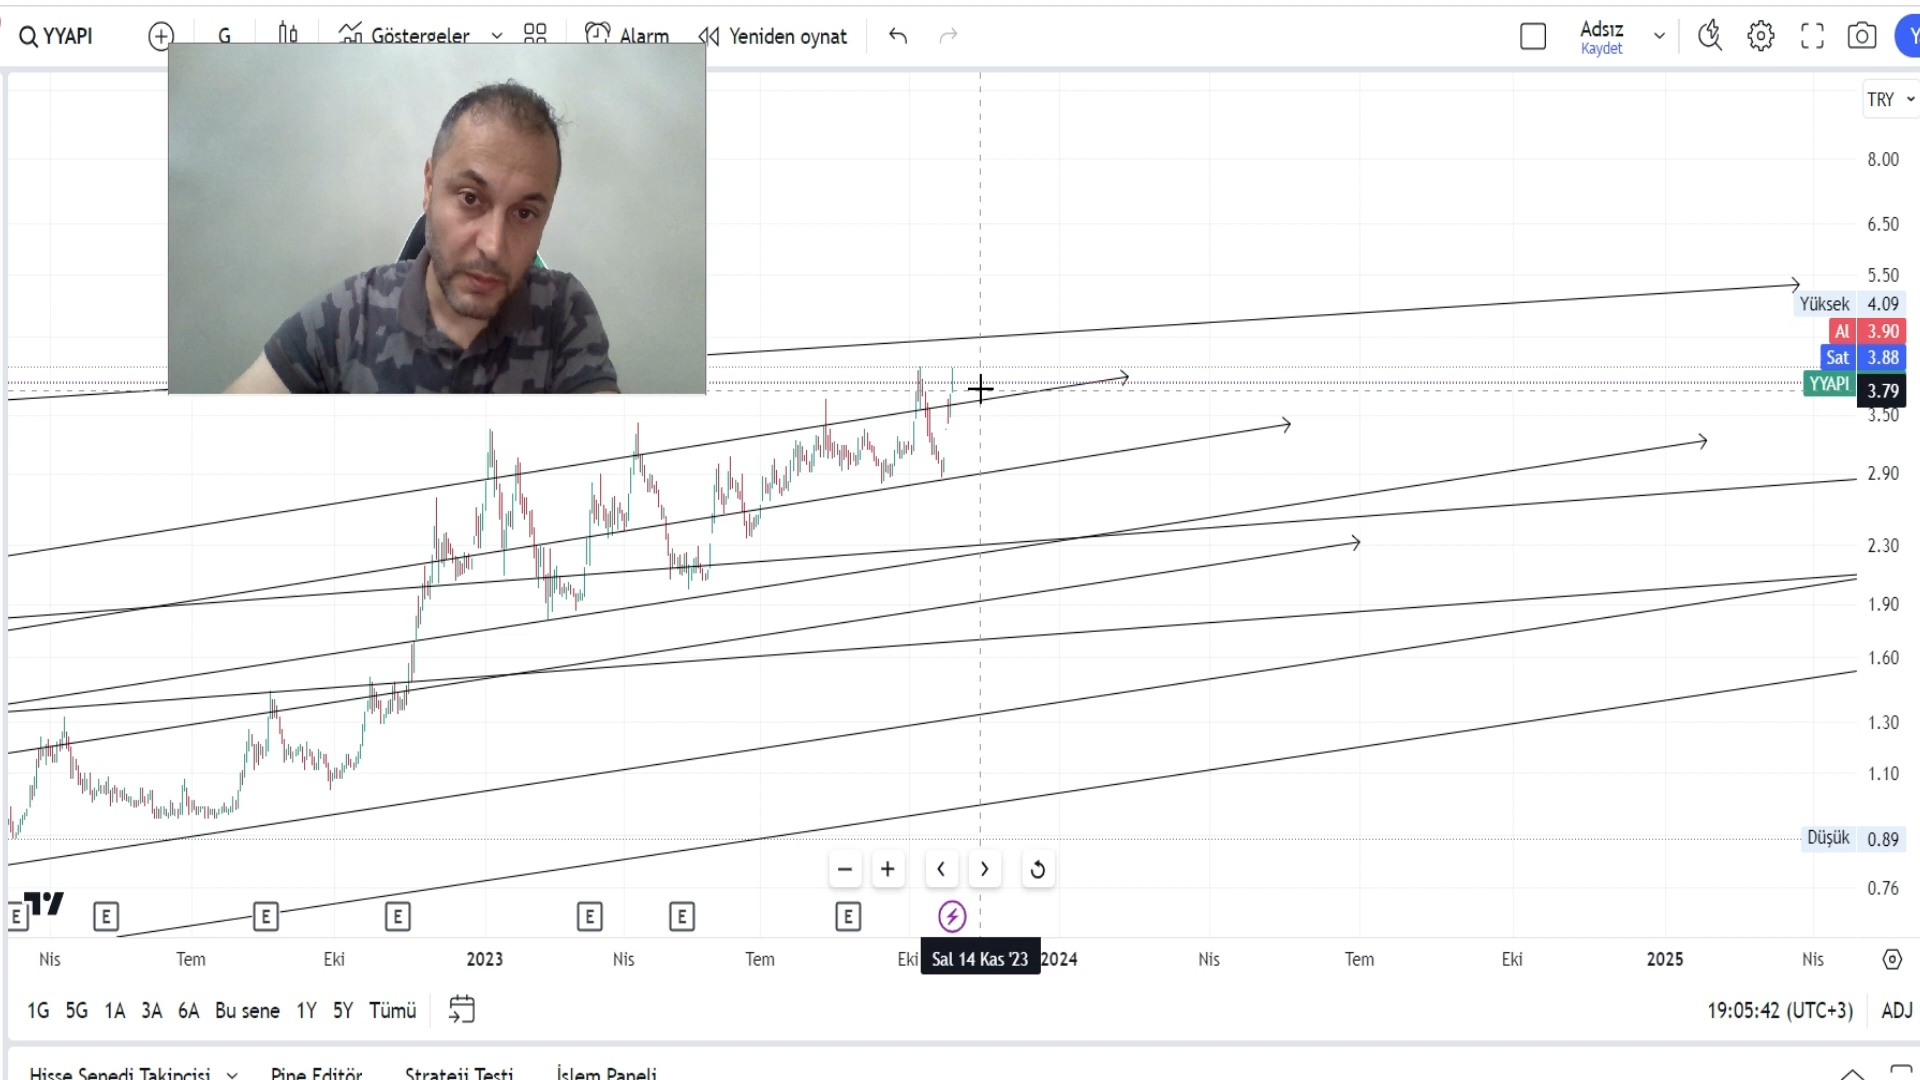 YYAPI G Göstergeler Alarm Yeniden oynat Adsız
Kaydet
Y
TRY
8.00
6.50
5.50
Yüksek 4.09
Al 3.90
Sat 3.88
YYAPI
3.79
3.50
2.90
2.30
1.90
1.60
1.30
1.10
Düşük 0.89
0.76
E E E E E E E
Nis Tem Eki 2023 Nis Tem Eki Sal 14 Kas '23 2024 Nis Tem Eki 2025 Nis
1G 5G 1A 3A 6A Bu sene 1Y 5Y Tümü 19:05:42 (UTC+3) ADJ
Hisse Senedi Takipçisi Pine Editör Strateji Testi İşlem Paneli